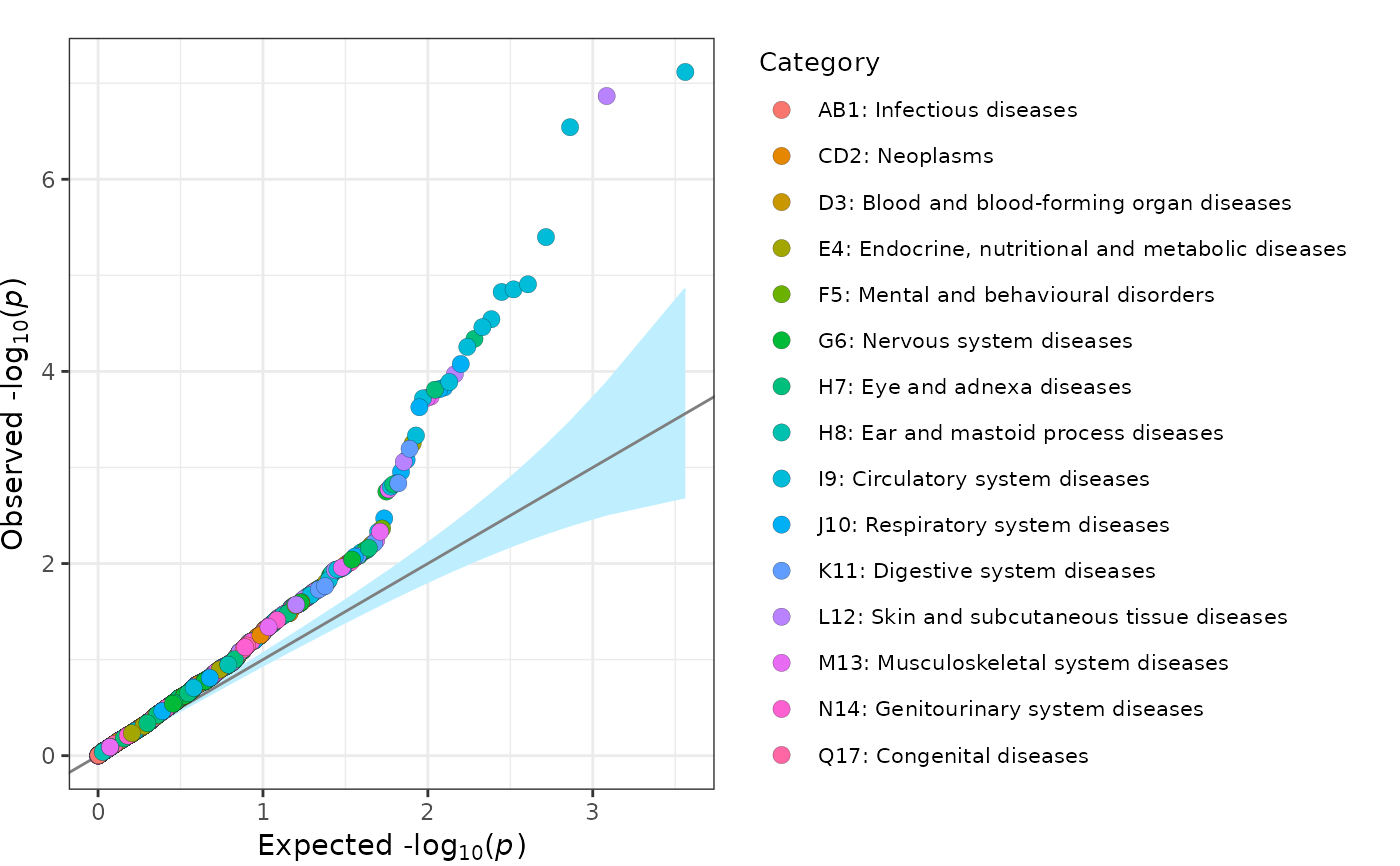 Observed -log₁₀(p)
6
4
2
0
0 1 2 3
Expected -log₁₀(p)
Category
AB1: Infectious diseases
CD2: Neoplasms
D3: Blood and blood-forming organ diseases
E4: Endocrine, nutritional and metabolic diseases
F5: Mental and behavioural disorders
G6: Nervous system diseases
H7: Eye and adnexa diseases
H8: Ear and mastoid process diseases
I9: Circulatory system diseases
J10: Respiratory system diseases
K11: Digestive system diseases
L12: Skin and subcutaneous tissue diseases
M13: Musculoskeletal system diseases
N14: Genitourinary system diseases
Q17: Congenital diseases